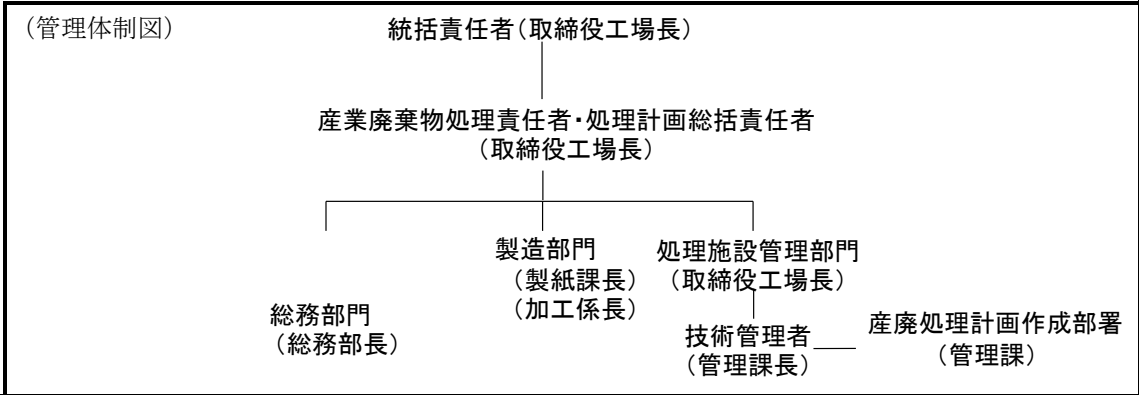 （管理体制図）
統括責任者（取締役工場長）
産業廃棄物処理責任者・処理計画総括責任者
（取締役工場長）
製造部門
（製紙課長）
（加工係長）
処理施設管理部門
（取締役工場長）
総務部門
（総務部長）
技術管理者
（管理課長）
産廃処理計画作成部署
（管理課）